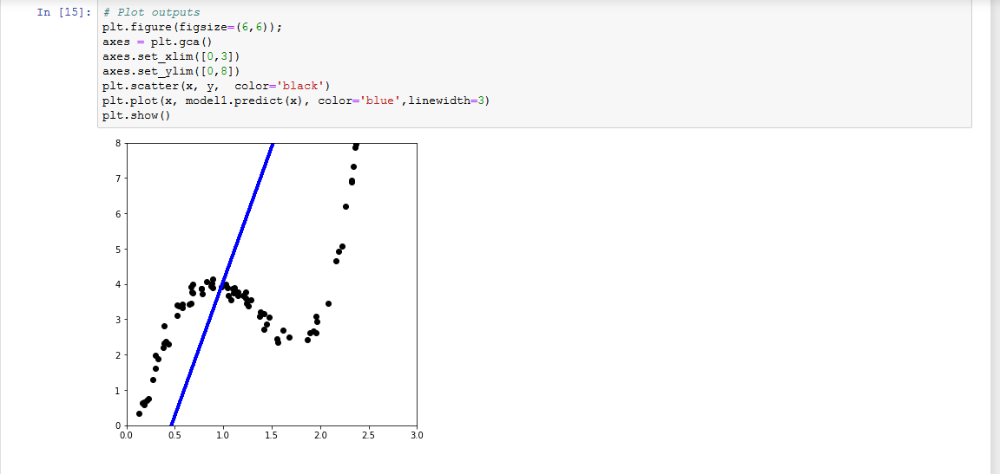 In [15]: # Plot outputs
plt.figure(figsize=(6,6));
axes = plt.gca()
axes.set_xlim([0,3])
axes.set_ylim([0,8])
plt.scatter(x, y,  color='black')
plt.plot(x, model1.predict(x), color='blue',linewidth=3)
plt.show()
8
7
6
5
4
3
2
1
0
0.0 0.5 1.0 1.5 2.0 2.5 3.0